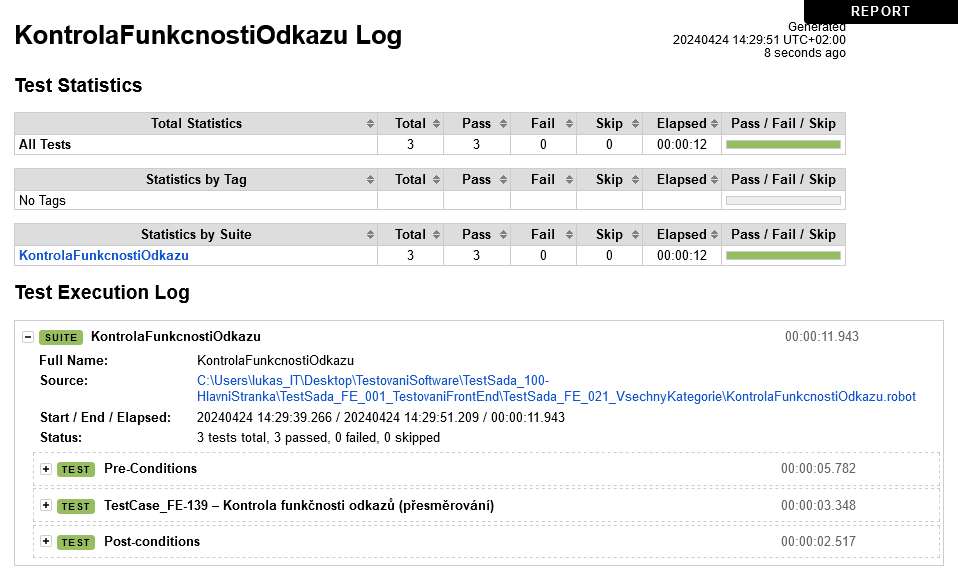 REPORT
KontrolaFunkcnostiOdkazu Log
Generated
20240424 14:29:51 UTC+02:00
8 seconds ago
Test Statistics
Total Statistics Total Pass Fail Skip Elapsed Pass / Fail / Skip
All Tests 3 3 0 0 00:00:12
Statistics by Tag Total Pass Fail Skip Elapsed Pass / Fail / Skip
No Tags
Statistics by Suite Total Pass Fail Skip Elapsed Pass / Fail / Skip
KontrolaFunkcnostiOdkazu 3 3 0 0 00:00:12
Test Execution Log
SUITE KontrolaFunkcnostiOdkazu 00:00:11.943
Full Name: KontrolaFunkcnostiOdkazu
Source: C:\Users\lukas_IT\Desktop\TestovaniSoftware\TestSada_100-
HlavníStranka\TestSada_FE_001_TestovaniFrontEnd\TestSada_FE_021_VsechnyKategorie\KontrolaFunkcnostiOdkazu.robot
Start / End / Elapsed: 20240424 14:29:39.266 / 20240424 14:29:51.209 / 00:00:11.943
Status: 3 tests total, 3 passed, 0 failed, 0 skipped
TEST Pre-Conditions 00:00:05.782
TEST TestCase_FE-139 – Kontrola funkčnosti odkazů (přesměrování) 00:00:03.348
TEST Post-conditions 00:00:02.517